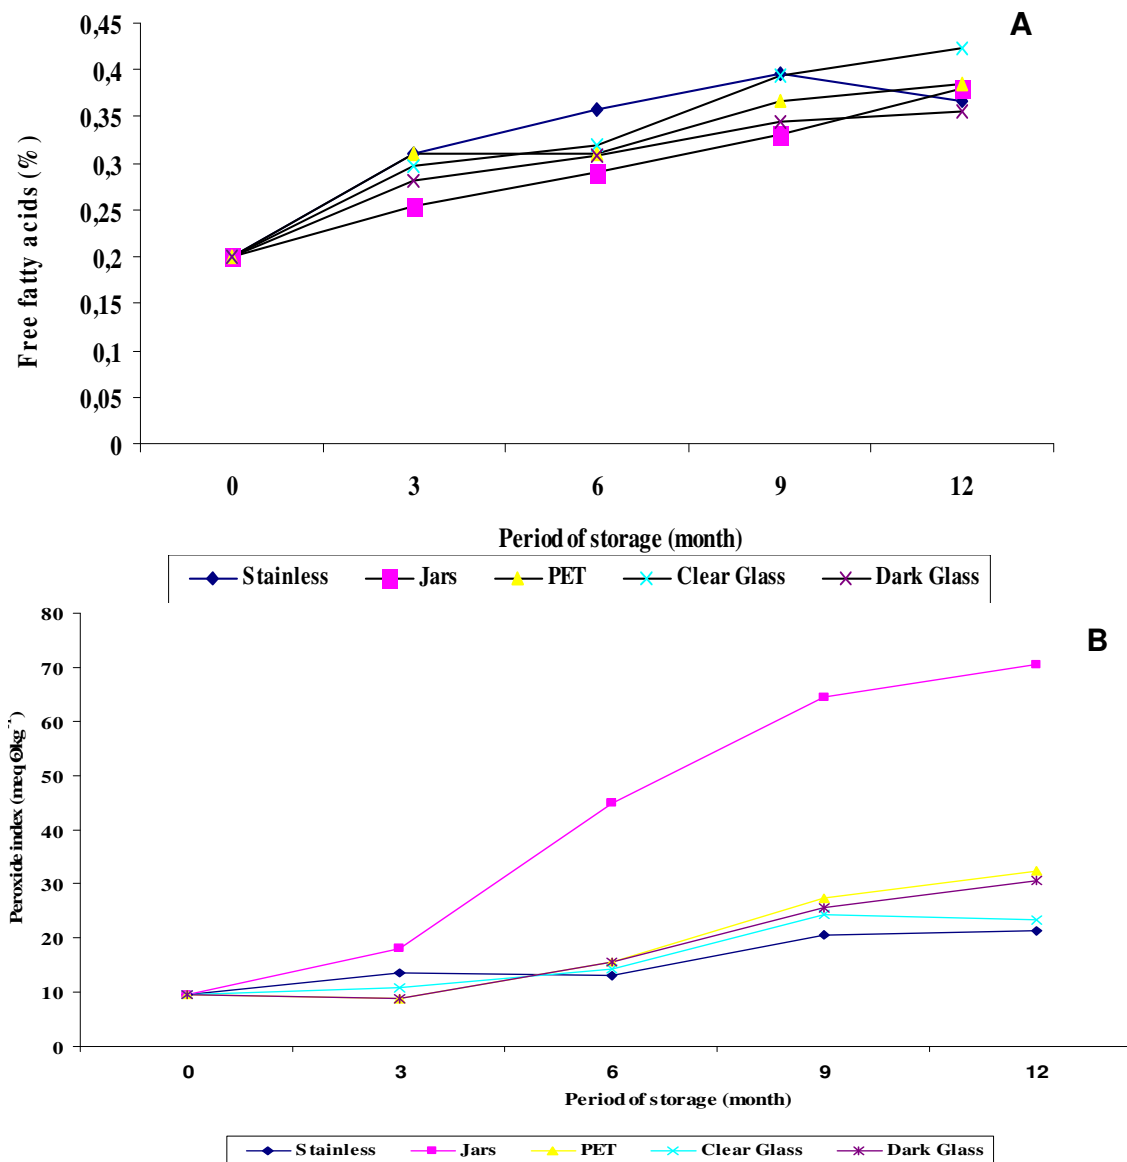 A
Free fatty acids (%)
0,45
0,4
0,35
0,3
0,25
0,2
0,15
0,1
0,05
0
0 3 6 9 12
Period of storage (month)
Stainless Jars PET Clear Glass Dark Glass
B
Peroxide index (meqO₂kg⁻¹)
80
70
60
50
40
30
20
10
0
0 3 6 9 12
Period of storage (month)
Stainless Jars PET Clear Glass Dark Glass